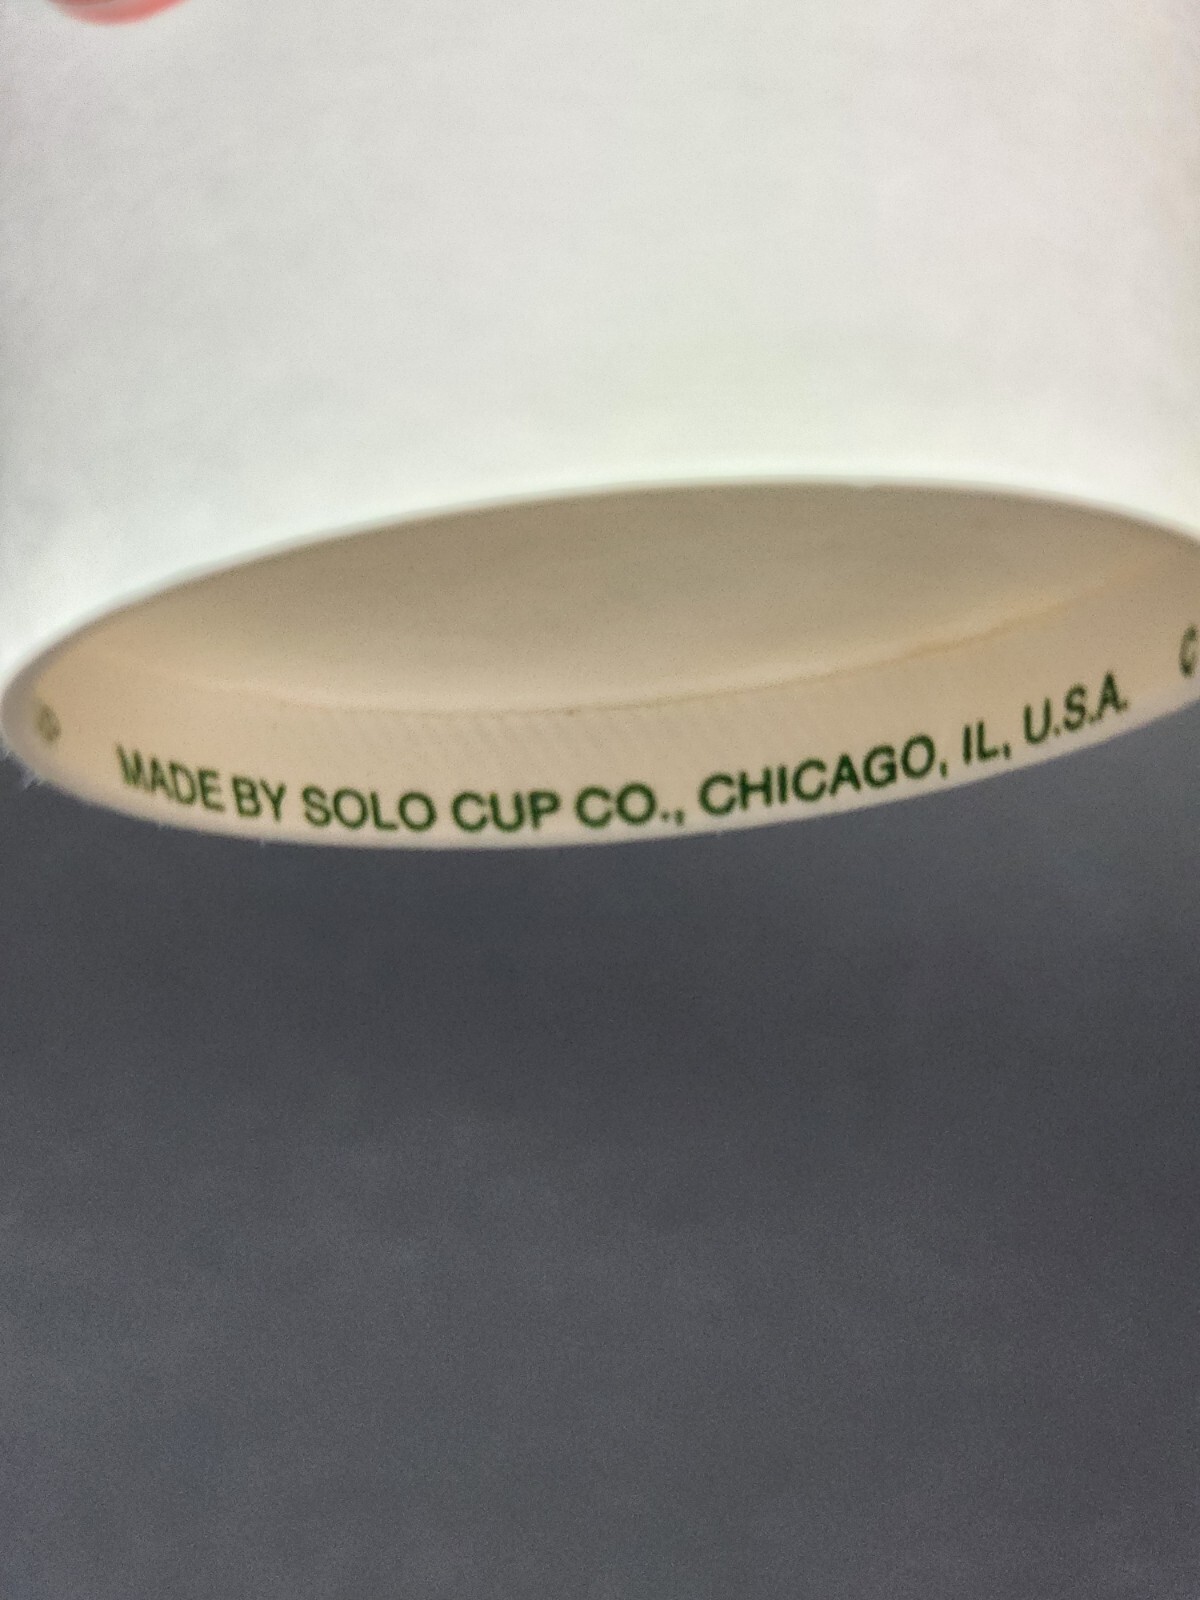 MADE BY SOLO CUP CO., CHICAGO, IL, U.S.A.